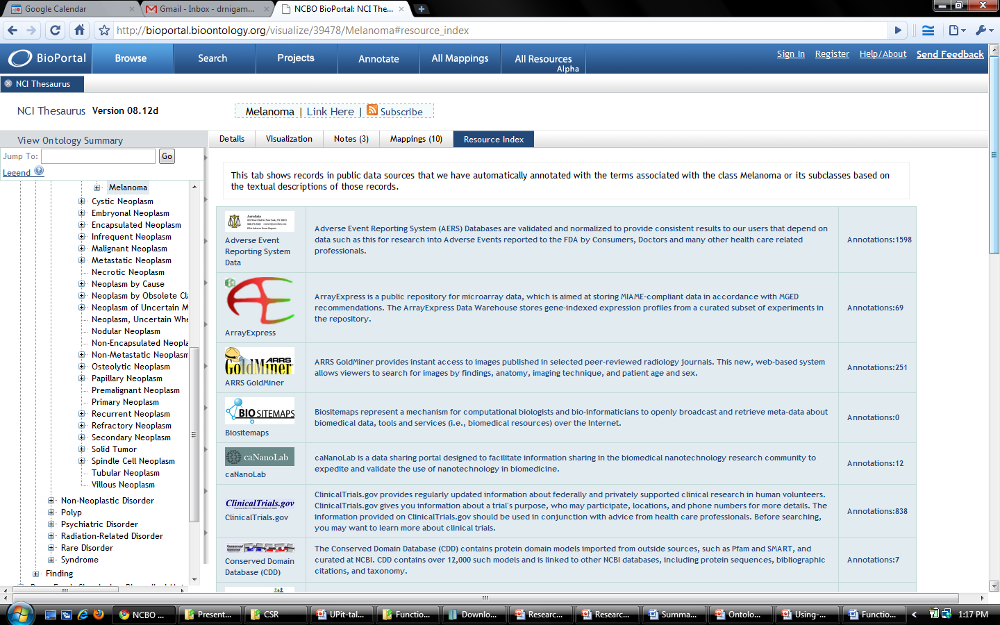 Google Calendar
Gmail - Inbox - drnigam...
NCBO BioPortal: NCI The...
http://bioportal.bioontology.org/visualize/39478/Melanoma#resource_index
BioPortal
Browse
Search
Projects
Annotate
All Mappings
All Resources
Alpha
Sign In
Register
Help/About
Send Feedback
NCI Thesaurus
NCI Thesaurus Version 08.12d
Melanoma | Link Here | Subscribe
View Ontology Summary
Details
Visualization
Notes (3)
Mappings (10)
Resource Index
Jump To:
Go
Legend
Melanoma
Cystic Neoplasm
Embryonal Neoplasm
Encapsulated Neoplasm
Infrequent Neoplasm
Malignant Neoplasm
Metastatic Neoplasm
Necrotic Neoplasm
Neoplasm by Cause
Neoplasm by Obsolete Cla
Neoplasm of Uncertain M
Neoplasm, Uncertain Whe
Nodular Neoplasm
Non-Encapsulated Neopla
Non-Metastatic Neoplasm
Osteolytic Neoplasm
Papillary Neoplasm
Premalignant Neoplasm
Primary Neoplasm
Recurrent Neoplasm
Refractory Neoplasm
Secondary Neoplasm
Solid Tumor
Spindle Cell Neoplasm
Tubular Neoplasm
Villous Neoplasm
Non-Neoplastic Disorder
Polyp
Psychiatric Disorder
Radiation-Related Disorder
Rare Disorder
Syndrome
Finding
This tab shows records in public data sources that we have automatically annotated with the terms associated with the class Melanoma or its subclasses based on
the textual descriptions of those records.
Aersdata
Adverse Event
Reporting System
Data
Adverse Event Reporting System (AERS) Databases are validated and normalized to provide consistent results to our users that depend on
data such as this for research into Adverse Events reported to the FDA by Consumers, Doctors and many other health care related
professionals.
Annotations:1598
ArrayExpress
ArrayExpress is a public repository for microarray data, which is aimed at storing MIAME-compliant data in accordance with MGED
recommendations. The ArrayExpress Data Warehouse stores gene-indexed expression profiles from a curated subset of experiments in
the repository.
Annotations:69
ARRS
GoldMiner
ARRS GoldMiner
ARRS GoldMiner provides instant access to images published in selected peer-reviewed radiology journals. This new, web-based system
allows viewers to search for images by findings, anatomy, imaging technique, and patient age and sex.
Annotations:251
BIOSITEMAPS
Biositemaps
Biositemaps represent a mechanism for computational biologists and bio-informaticians to openly broadcast and retrieve meta-data about
biomedical data, tools and services (i.e., biomedical resources) over the Internet.
Annotations:0
caNanoLab
caNanoLab
caNanoLab is a data sharing portal designed to facilitate information sharing in the biomedical nanotechnology research community to
expedite and validate the use of nanotechnology in biomedicine.
Annotations:12
ClinicalTrials.gov
ClinicalTrials.gov
ClinicalTrials.gov provides regularly updated information about federally and privately supported clinical research in human volunteers.
ClinicalTrials.gov gives you information about a trial's purpose, who may participate, locations, and phone numbers for more details. The
information provided on ClinicalTrials.gov should be used in conjunction with advice from health care professionals. Before searching,
you may want to learn more about clinical trials.
Annotations:838
Conserved
Domains
Conserved Domain
Database (CDD)
The Conserved Domain Database (CDD) contains protein domain models imported from outside sources, such as Pfam and SMART, and
curated at NCBI. CDD contains over 12,000 such models and is linked to other NCBI databases, including protein sequences, bibliographic
citations, and taxonomy.
Annotations:7
NCBO ...
Present...
CSR
UPit-tal...
Functio...
Downlo...
Researc...
Researc...
Summa...
Ontolo...
Using-...
Functio...
1:17 PM